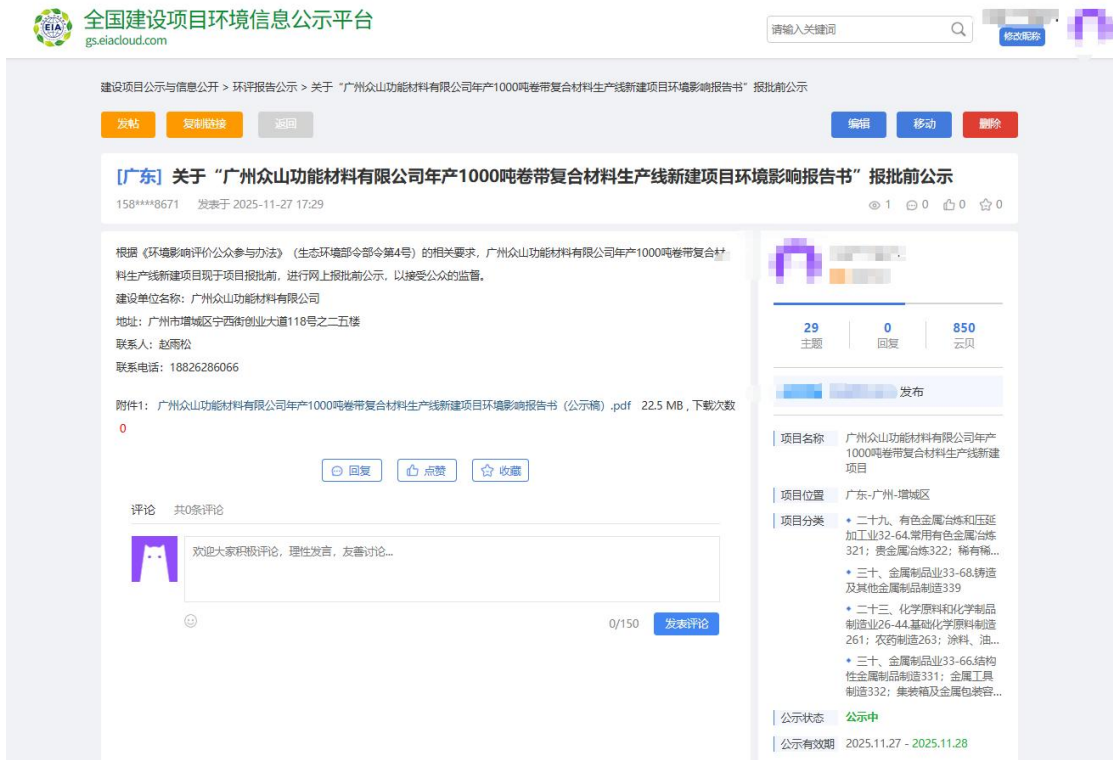 全国建设项目环境信息公示平台
gs.eiacloud.com
EIA
请输入关键词
修改昵称
建设项目公示与信息公开 > 环评报告公示 > 关于“广州众山功能材料有限公司年产1000吨卷带复合材料生产线新建项目环境影响报告书”报批前公示
发帖 复制链接 返回 编辑 移动 删除
[广东] 关于“广州众山功能材料有限公司年产1000吨卷带复合材料生产线新建项目环境影响报告书”报批前公示
158****8671 发表于 2025-11-27 17:29 1 0 0 0
根据《环境影响评价公众参与办法》（生态环境部令部令第4号）的相关要求，广州众山功能材料有限公司年产1000吨卷带复合材
料生产线新建项目现于项目报批前，进行网上报批前公示，以接受公众的监督。
建设单位名称：广州众山功能材料有限公司
地址：广州市增城区宁西街创业大道118号之二五楼
联系人：赵雨松
联系电话：18826286066
附件1： 广州众山功能材料有限公司年产1000吨卷带复合材料生产线新建项目环境影响报告书（公示稿）.pdf 22.5 MB , 下载次数
0
回复 点赞 收藏
评论 共0条评论
欢迎大家积极评论，理性发言，友善讨论...
0/150 发表评论
29 0 850
主题 回复 云贝
发布
项目名称 广州众山功能材料有限公司年产
1000吨卷带复合材料生产线新建
项目
项目位置 广东-广州-增城区
项目分类 二十九、有色金属冶炼和压延
加工业32-64.常用有色金属冶炼
321；贵金属冶炼322；稀有稀...
三十、金属制品业33-68.铸造
及其他金属制品制造339
二十三、化学原料和化学制品
制造业26-44.基础化学原料制造
261；农药制造263；涂料、油...
三十、金属制品业33-66.结构
性金属制品制造331；金属工具
制造332；集装箱及金属包装容...
公示状态 公示中
公示有效期 2025.11.27 - 2025.11.28